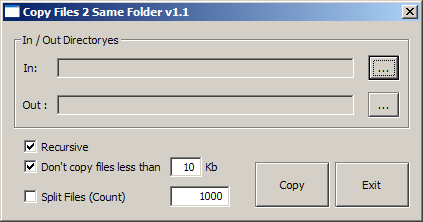 Copy Files 2 Same Folder v1.1
In / Out Directoryes
In:
...
Out :
...
Recursive
Don't copy files less than 10 Kb
Split Files (Count) 1000
Copy Exit